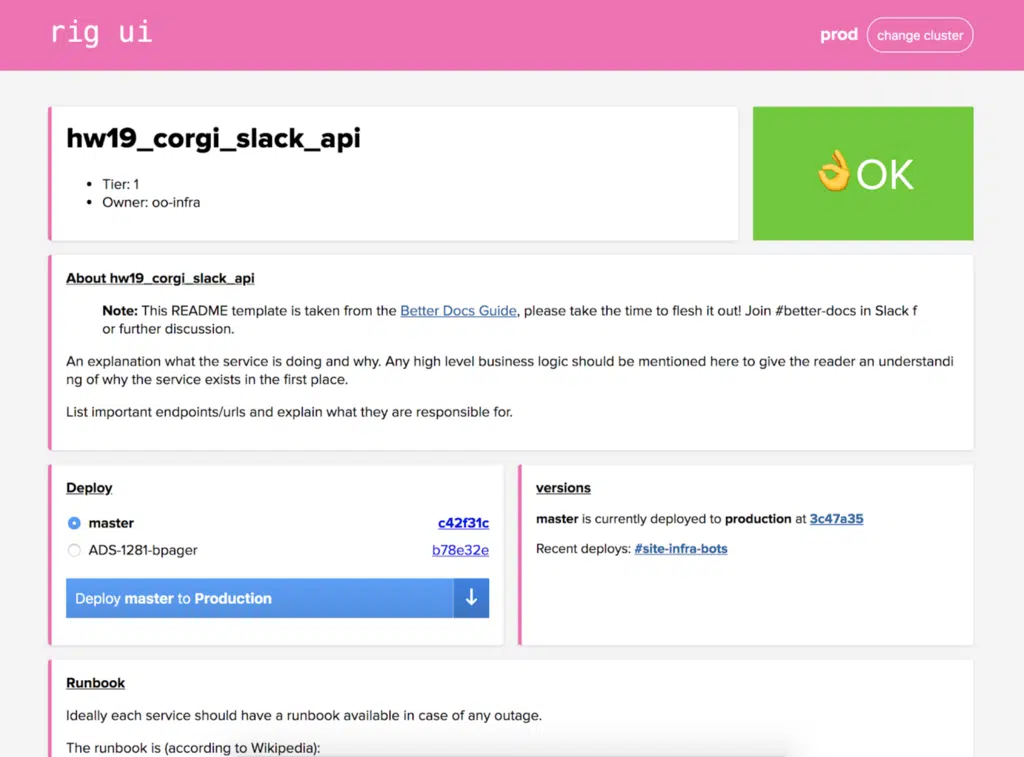 rig ui
prod change cluster
hw19_corgi_slack_api
Tier: 1
Owner: oo-infra
OK
About hw19_corgi_slack_api
Note: This README template is taken from the Better Docs Guide, please take the time to flesh it out! Join #better-docs in Slack f
or further discussion.
An explanation what the service is doing and why. Any high level business logic should be mentioned here to give the reader an understandi
ng of why the service exists in the first place.
List important endpoints/urls and explain what they are responsible for.
Deploy
master c42f31c
ADS-1281-bpager b78e32e
Deploy master to Production
versions
master is currently deployed to production at 3c47a35
Recent deploys: #site-infra-bots
Runbook
Ideally each service should have a runbook available in case of any outage.
The runbook is (according to Wikipedia):